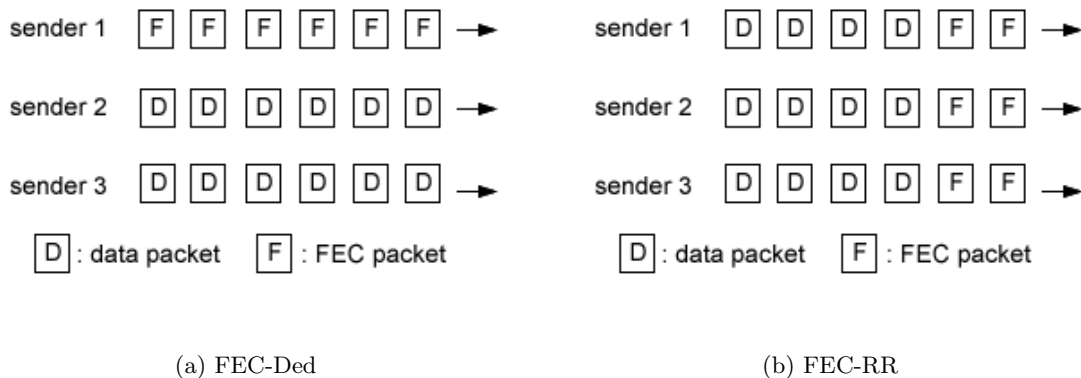 sender 1 F F F F F F
sender 2 D D D D D D
sender 3 D D D D D D
D : data packet F : FEC packet
(a) FEC-Ded
sender 1 D D D D F F
sender 2 D D D D F F
sender 3 D D D D F F
D : data packet F : FEC packet
(b) FEC-RR